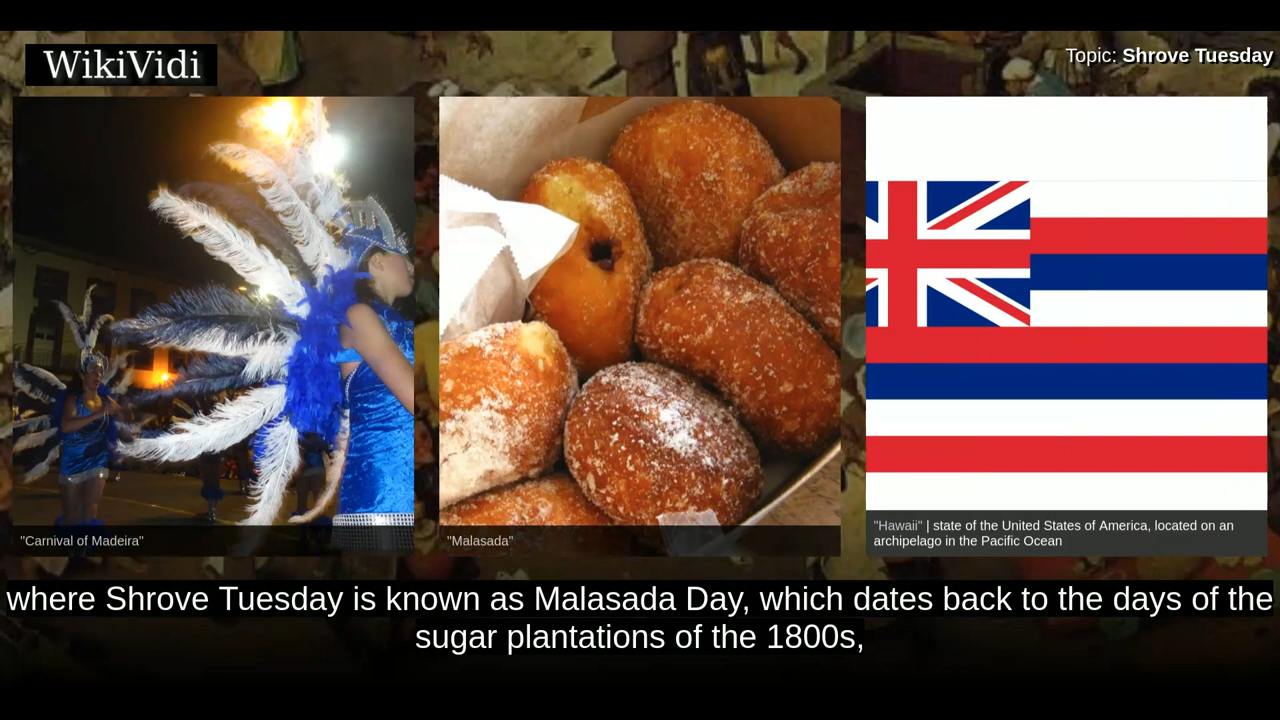 WikiVidi
Topic: Shrove Tuesday
"Carnival of Madeira"
"Malasada"
"Hawaii" | state of the United States of America, located on an
archipelago in the Pacific Ocean
where Shrove Tuesday is known as Malasada Day, which dates back to the days of the
sugar plantations of the 1800s,